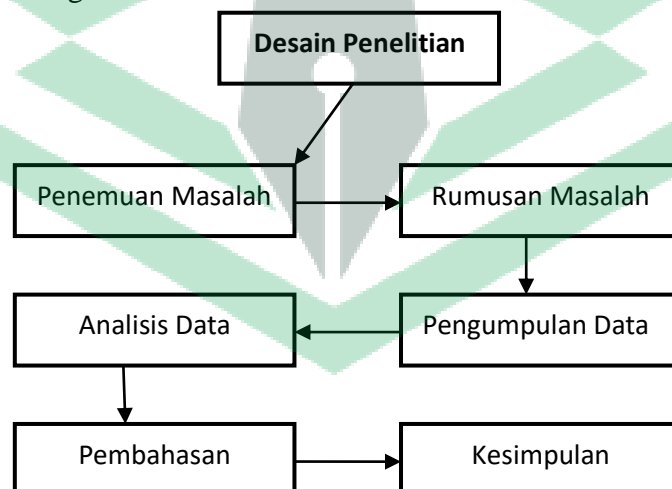 Desain Penelitian
Penemuan Masalah
Rumusan Masalah
Pengumpulan Data
Analisis Data
Pembahasan
Kesimpulan